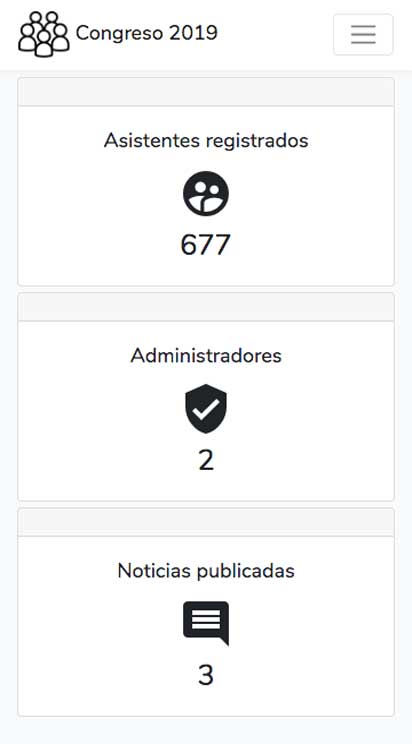 Congreso 2019
Asistentes registrados
677
Administradores
2
Noticias publicadas
3